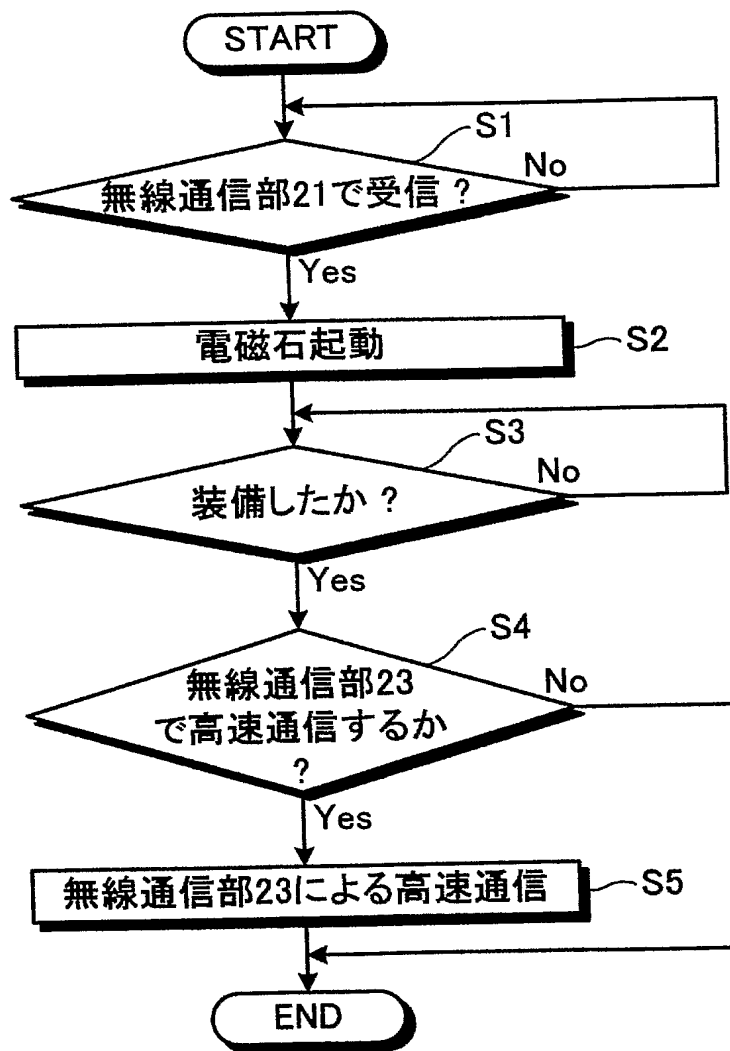 START
S1
無線通信部21で受信？
No
Yes
電磁石起動
S2
S3
装備したか？
No
Yes
S4
無線通信部23
で高速通信するか
？
No
Yes
無線通信部23による高速通信
S5
END